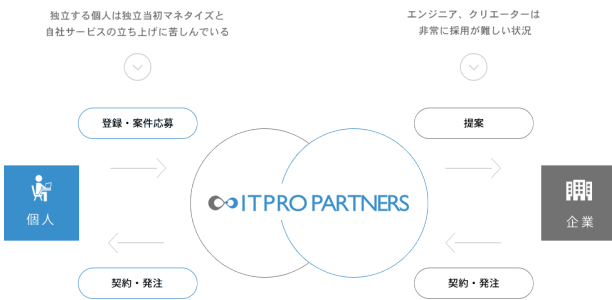 独立する個人は独立当初マネタイズと
自社サービスの立ち上げに苦しんでいる
エンジニア、クリエーターは
非常に採用が難しい状況
登録・案件応募
提案
ITPRO PARTNERS
個人
企業
契約・発注
契約・発注